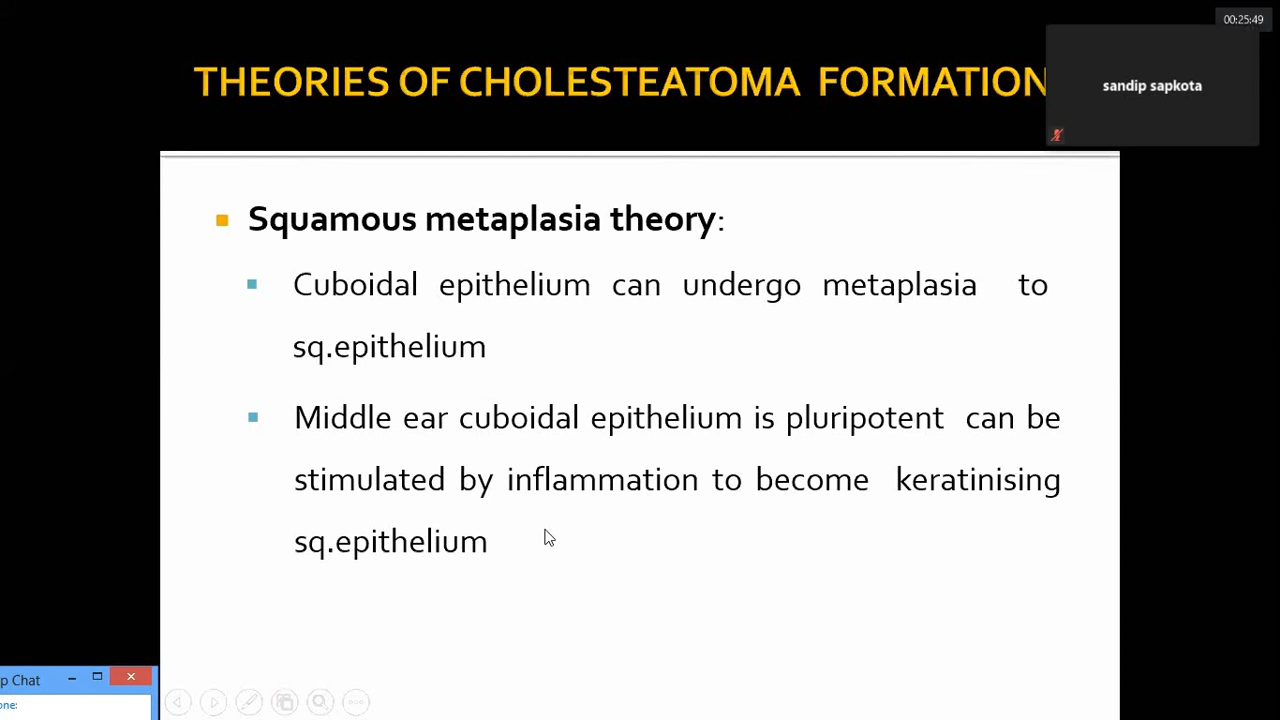 00:25:49
THEORIES OF CHOLESTEATOMA FORMATION
sandip sapkota
Squamous metaplasia theory:
Cuboidal epithelium can undergo metaplasia to
sq.epithelium
Middle ear cuboidal epithelium is pluripotent can be
stimulated by inflammation to become keratinising
sq.epithelium
p Chat
one: